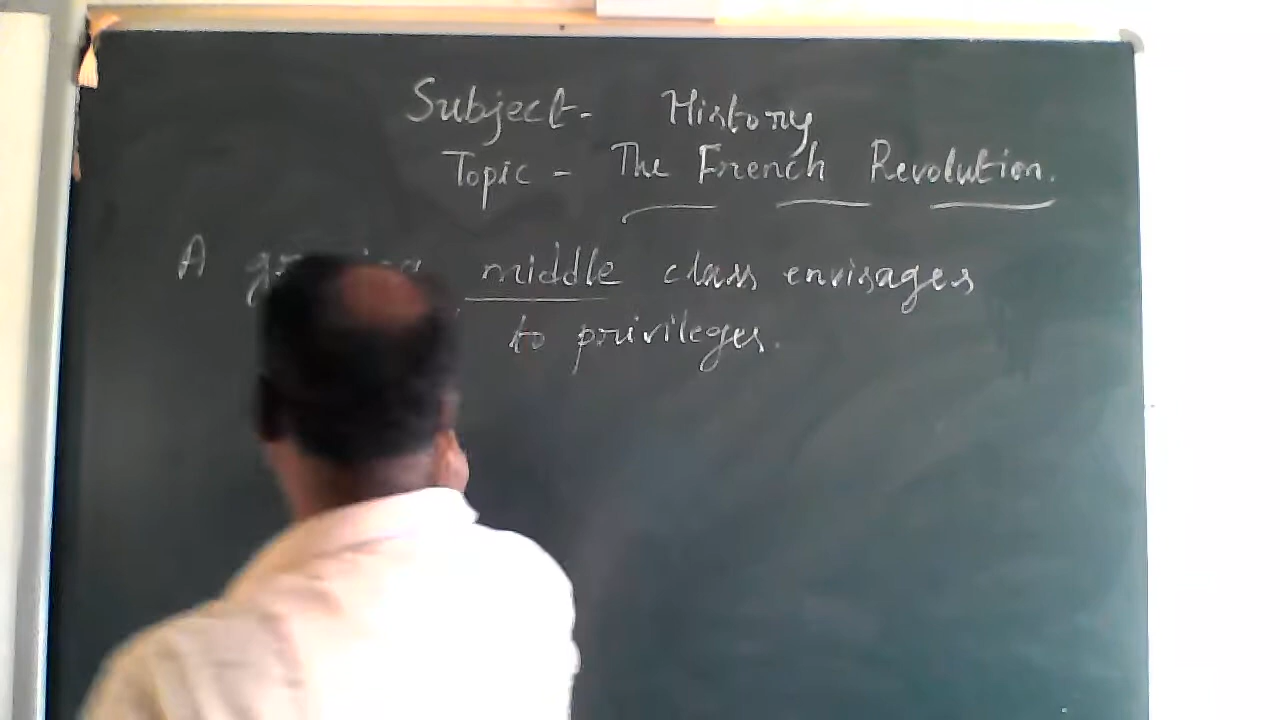 Subject- History
Topic - The French Revolution.
A middle class envisages
to privileges.